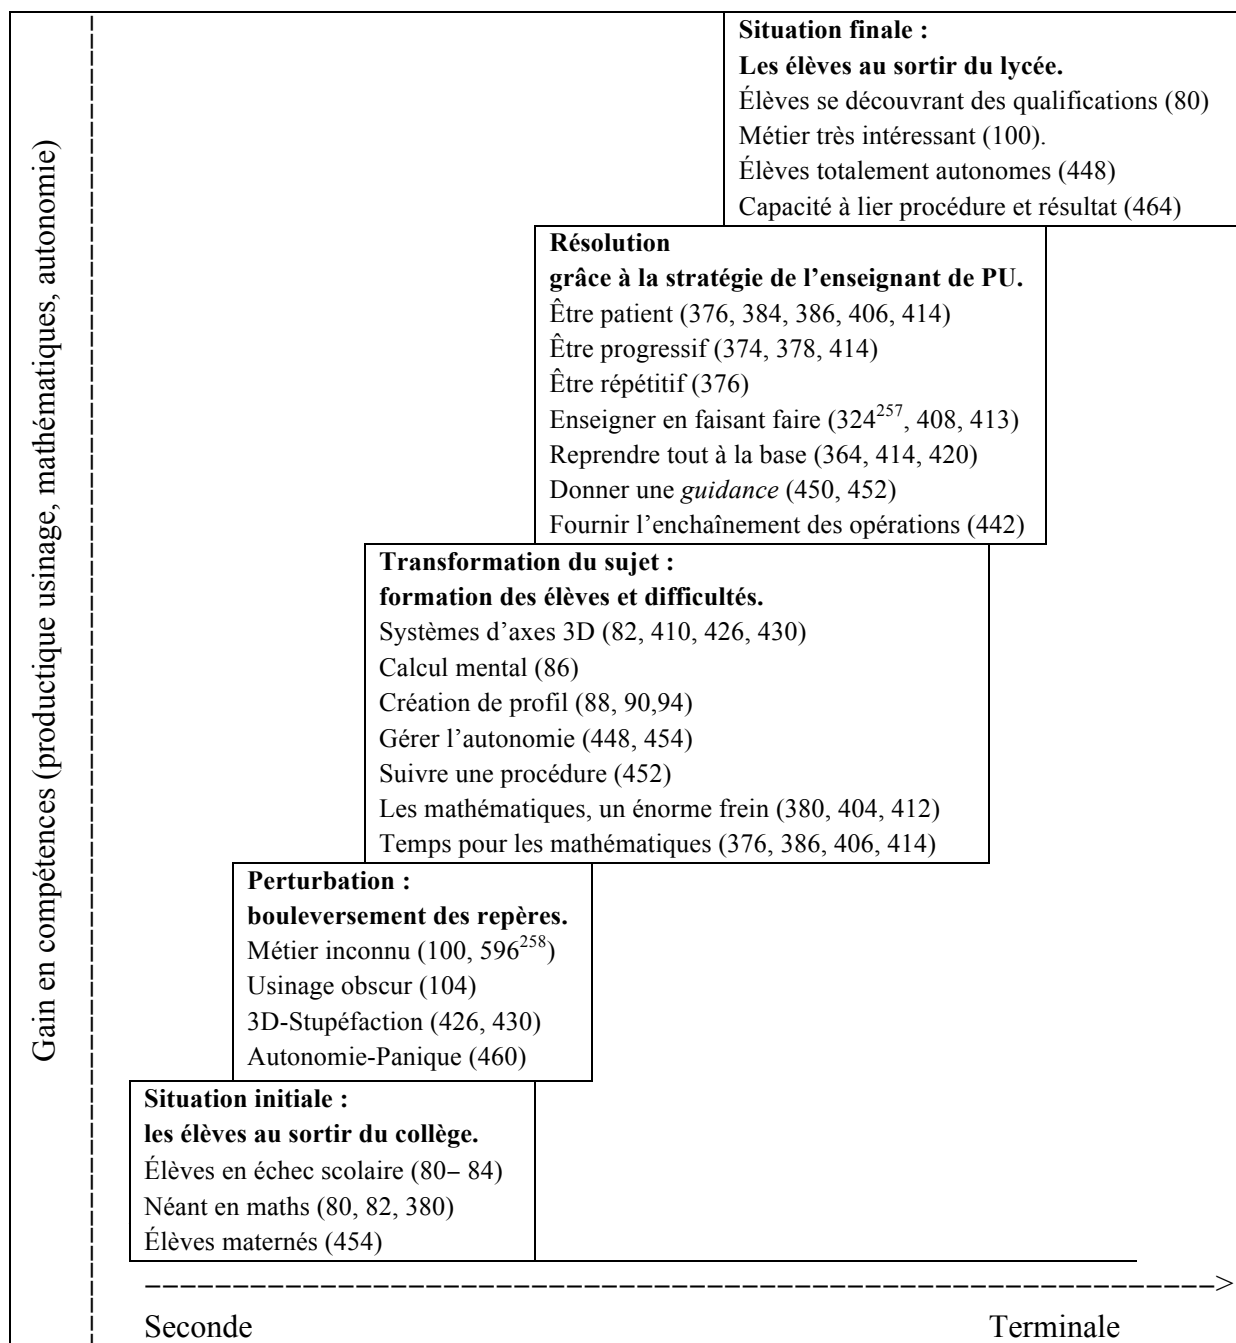 Situation finale :
Les élèves au sortir du lycée.
Élèves se découvrant des qualifications (80)
Métier très intéressant (100).
Élèves totalement autonomes (448)
Capacité à lier procédure et résultat (464)
Résolution
grâce à la stratégie de l’enseignant de PU.
Être patient (376, 384, 386, 406, 414)
Être progressif (374, 378, 414)
Être répétitif (376)
Enseigner en faisant faire (324257, 408, 413)
Reprendre tout à la base (364, 414, 420)
Donner une guidance (450, 452)
Fournir l’enchaînement des opérations (442)
Transformation du sujet :
formation des élèves et difficultés.
Systèmes d’axes 3D (82, 410, 426, 430)
Calcul mental (86)
Création de profil (88, 90,94)
Gérer l’autonomie (448, 454)
Suivre une procédure (452)
Les mathématiques, un énorme frein (380, 404, 412)
Temps pour les mathématiques (376, 386, 406, 414)
Perturbation :
bouleversement des repères.
Métier inconnu (100, 596258)
Usinage obscur (104)
3D-Stupéfaction (426, 430)
Autonomie-Panique (460)
Situation initiale :
les élèves au sortir du collège.
Élèves en échec scolaire (80– 84)
Néant en maths (80, 82, 380)
Élèves maternés (454)
Gain en compétences (productique usinage, mathématiques, autonomie)
Seconde
Terminale